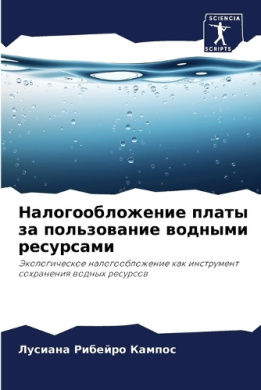 SCIENCIA
SCRIPTS
Налогообложение платы
за пользование водными
ресурсами
Экологическое налогообложение как инструмент
сохранения водных ресурсов
Лусиана Рибейро Кампос